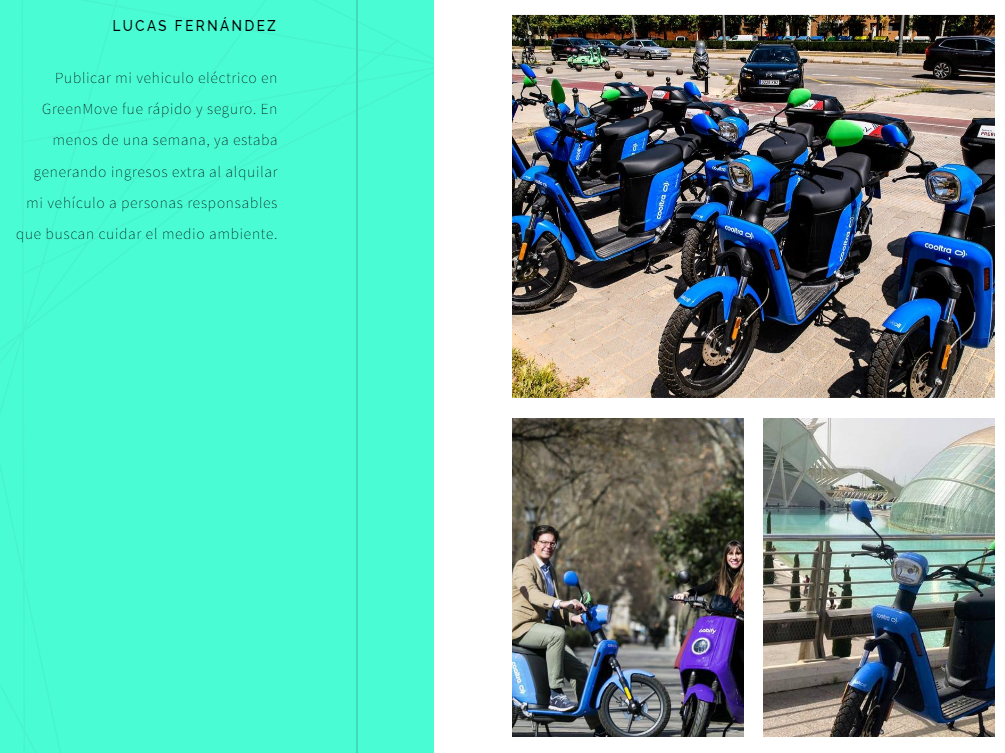 LUCAS FERNÁNDEZ
Publicar mi vehiculo eléctrico en
GreenMove fue rápido y seguro. En
menos de una semana, ya estaba
generando ingresos extra al alquilar
mi vehículo a personas responsables
que buscan cuidar el medio ambiente.
cooltra
cooltra
cooltra
cooltra
cabify
cooltra